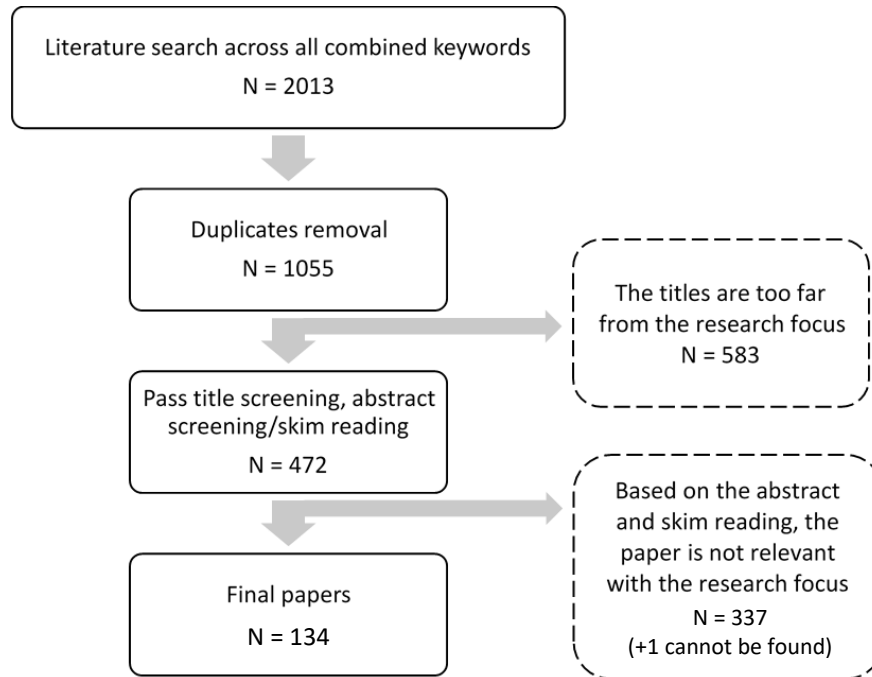 Literature search across all combined keywords
N = 2013
Duplicates removal
N = 1055
The titles are too far
from the research focus
N = 583
Pass title screening, abstract
screening/skim reading
N = 472
Based on the abstract
and skim reading, the
paper is not relevant
with the research focus
N = 337
(+1 cannot be found)
Final papers
N = 134